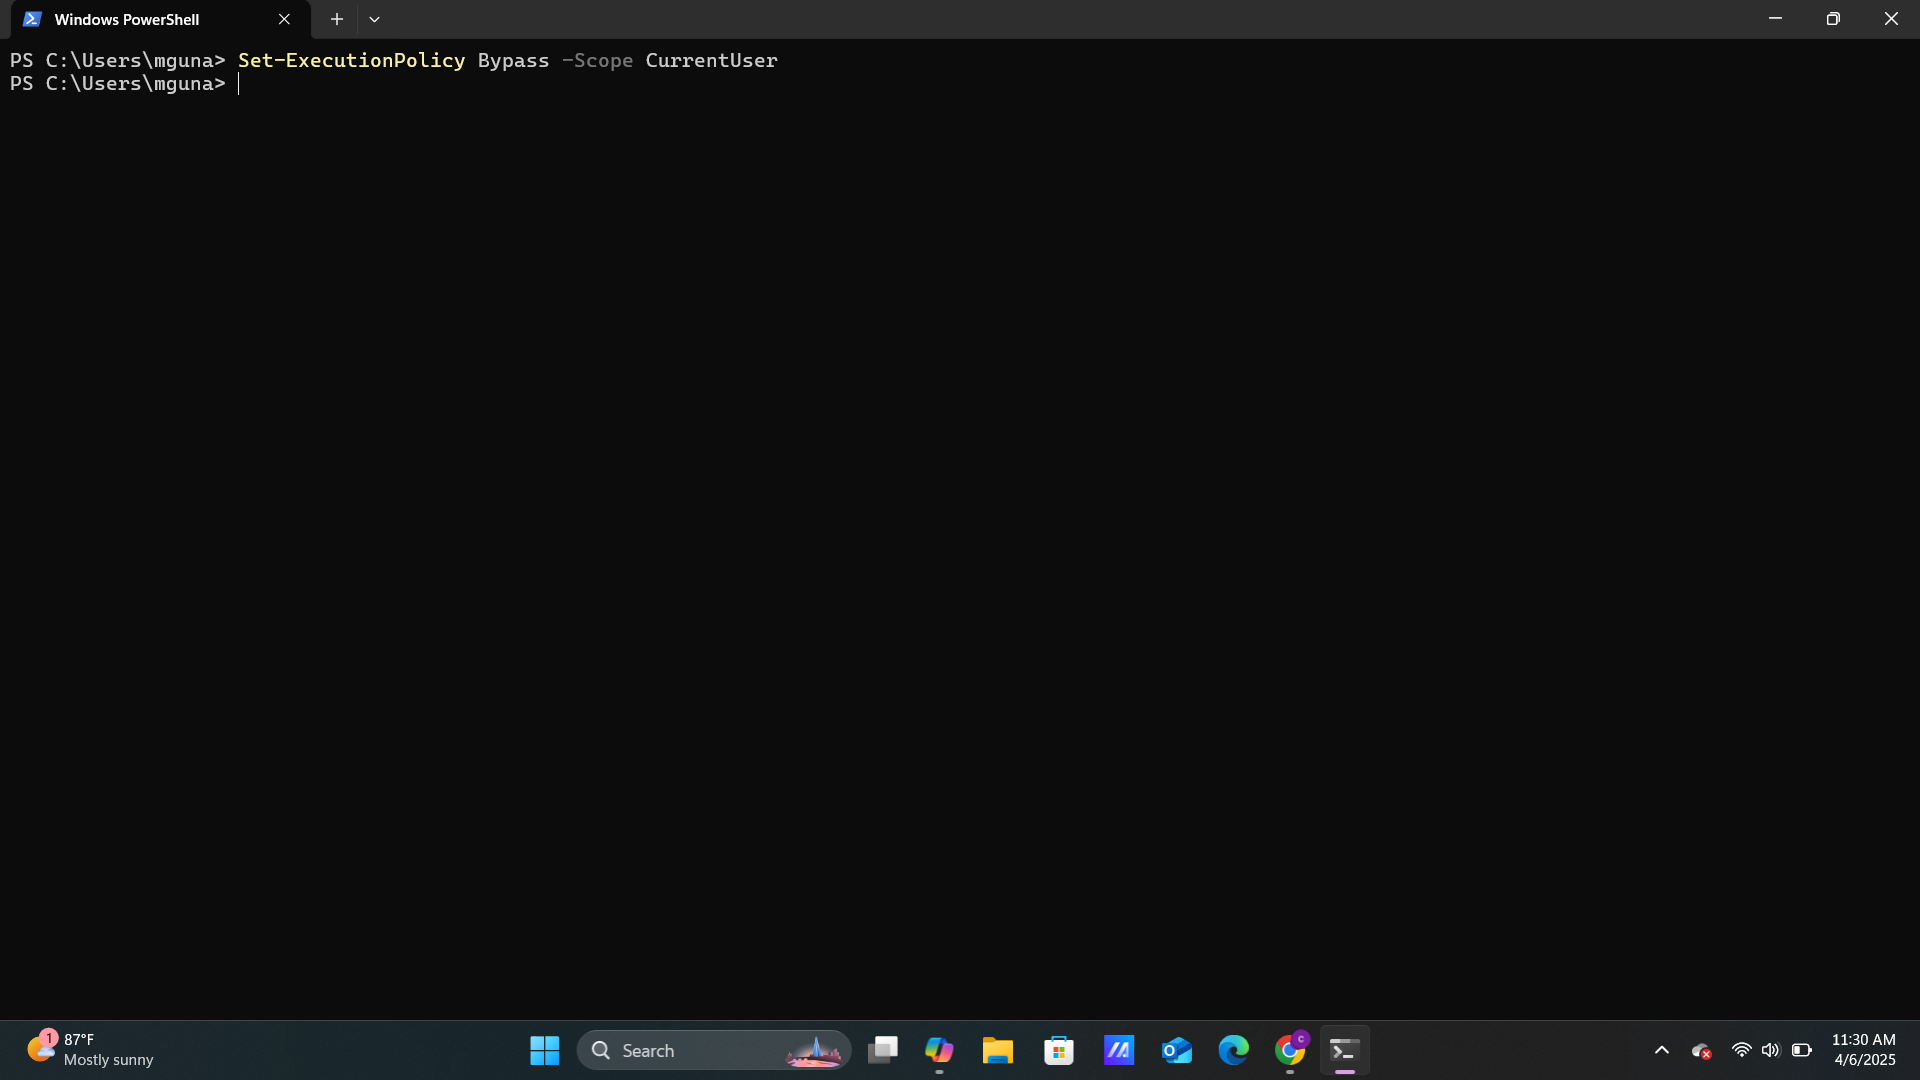 Windows PowerShell
PS C:\Users\mguna> Set-ExecutionPolicy Bypass -Scope CurrentUser
PS C:\Users\mguna>
1
87°F
Mostly sunny
Search
C
11:30 AM
4/6/2025